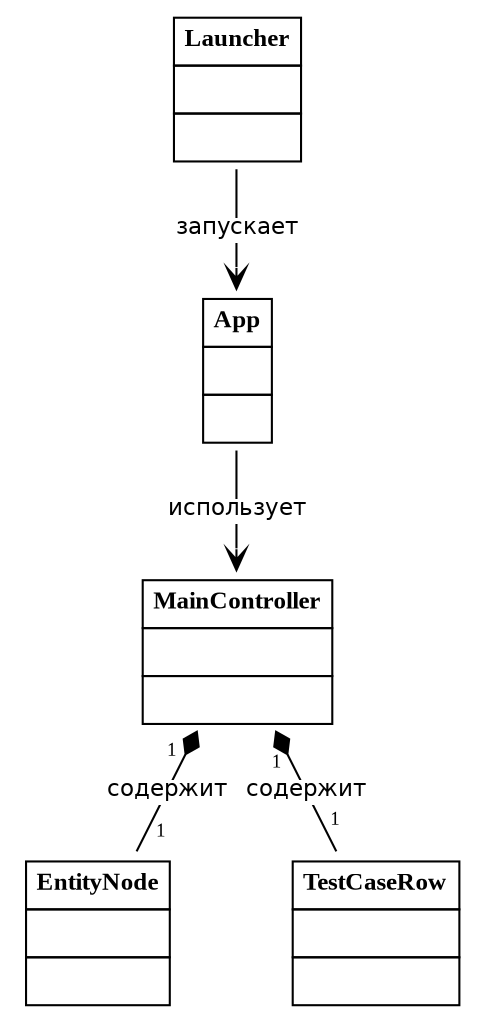 Launcher
запускает
App
использует
MainController
1
1
содержит
содержит
1
1
EntityNode
TestCaseRow